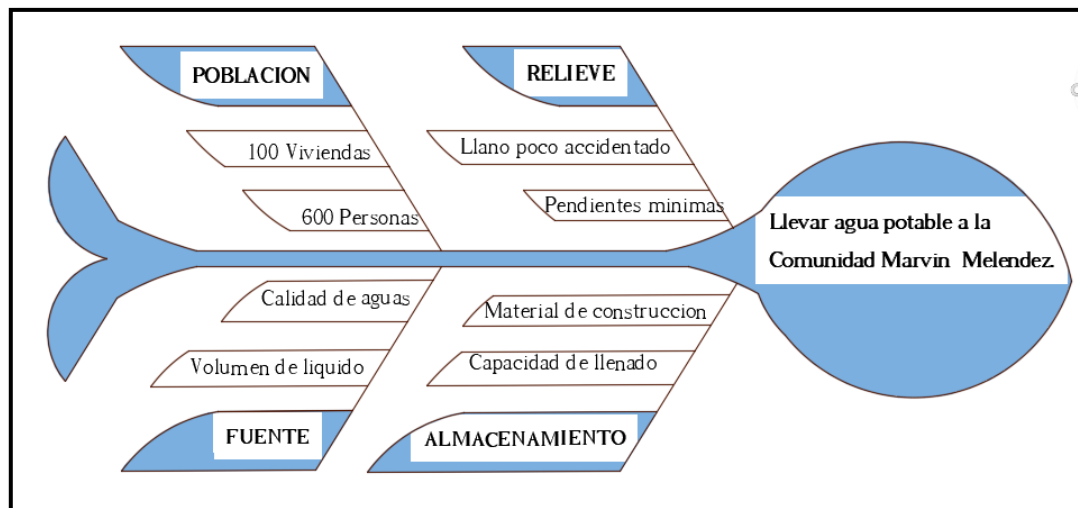 POBLACION
RELIEVE
100 Viviendas
Llano poco accidentado
600 Personas
Pendientes minimas
Llevar agua potable a la
Comunidad Marvin Melendez.
Calidad de aguas
Material de construccion
Volumen de liquido
Capacidad de llenado
FUENTE
ALMACENAMIENTO